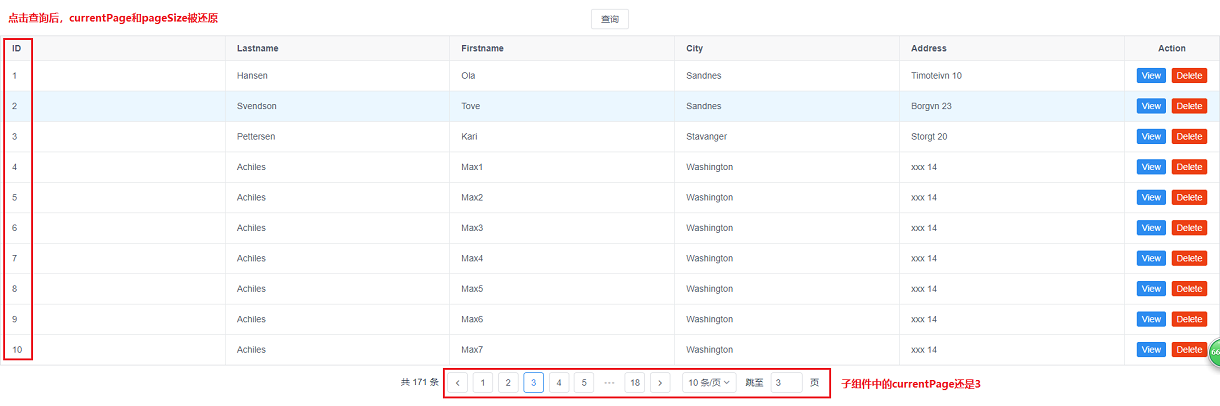 点击查询后，currentPage和pageSize被还原 查询
ID Lastname Firstname City Address Action
1 Hansen Ola Sandnes Timoteivn 10 View Delete
2 Svendson Tove Sandnes Borgvn 23 View Delete
3 Pettersen Kari Stavanger Storgt 20 View Delete
4 Achiles Max1 Washington xxx 14 View Delete
5 Achiles Max2 Washington xxx 14 View Delete
6 Achiles Max3 Washington xxx 14 View Delete
7 Achiles Max4 Washington xxx 14 View Delete
8 Achiles Max5 Washington xxx 14 View Delete
9 Achiles Max6 Washington xxx 14 View Delete
10 Achiles Max7 Washington xxx 14 View Delete
共 171 条 1 2 3 4 5 ··· 18 10 条/页 跳至 3 页 子组件中的currentPage还是3